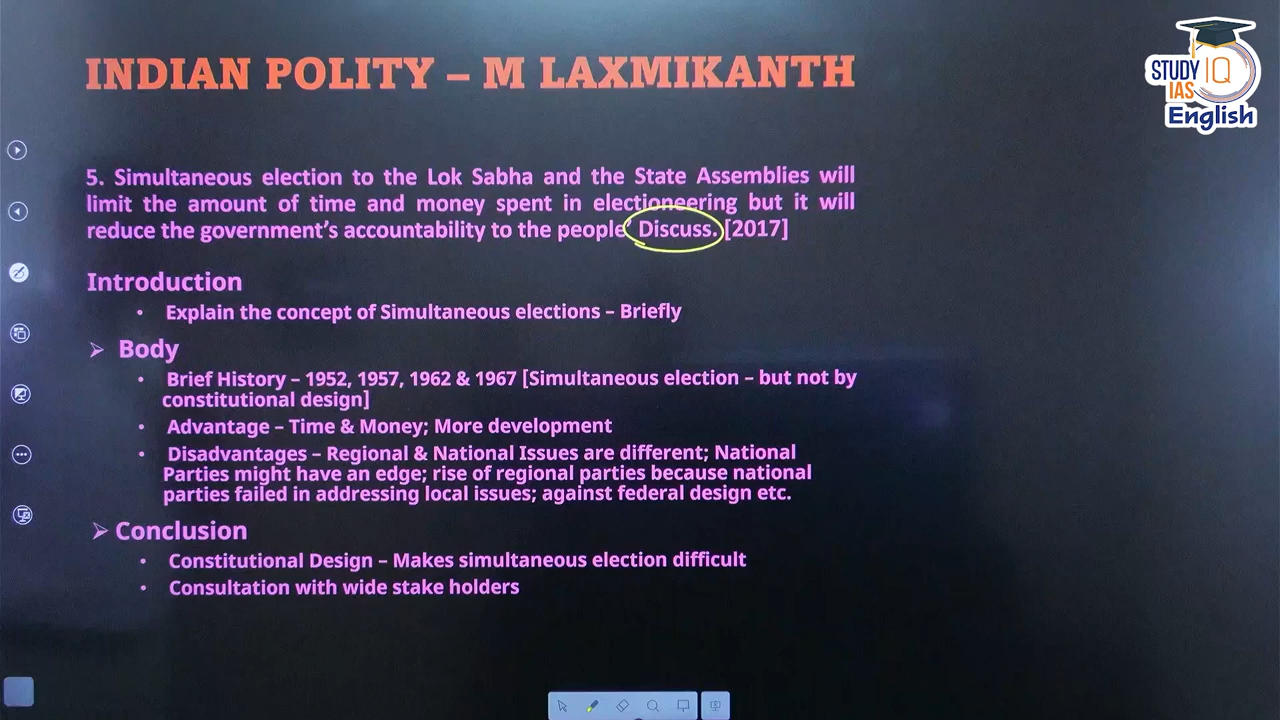 INDIAN POLITY – M LAXMIKANTH
STUDY IQ
IAS
English
5. Simultaneous election to the Lok Sabha and the State Assemblies will
limit the amount of time and money spent in electioneering but it will
reduce the government's accountability to the people' Discuss. [2017]
Introduction
• Explain the concept of Simultaneous elections – Briefly
➢ Body
• Brief History – 1952, 1957, 1962 & 1967 [Simultaneous election – but not by
constitutional design]
• Advantage – Time & Money; More development
• Disadvantages – Regional & National Issues are different; National
Parties might have an edge; rise of regional parties because national
parties failed in addressing local issues; against federal design etc.
➢ Conclusion
• Constitutional Design – Makes simultaneous election difficult
• Consultation with wide stake holders